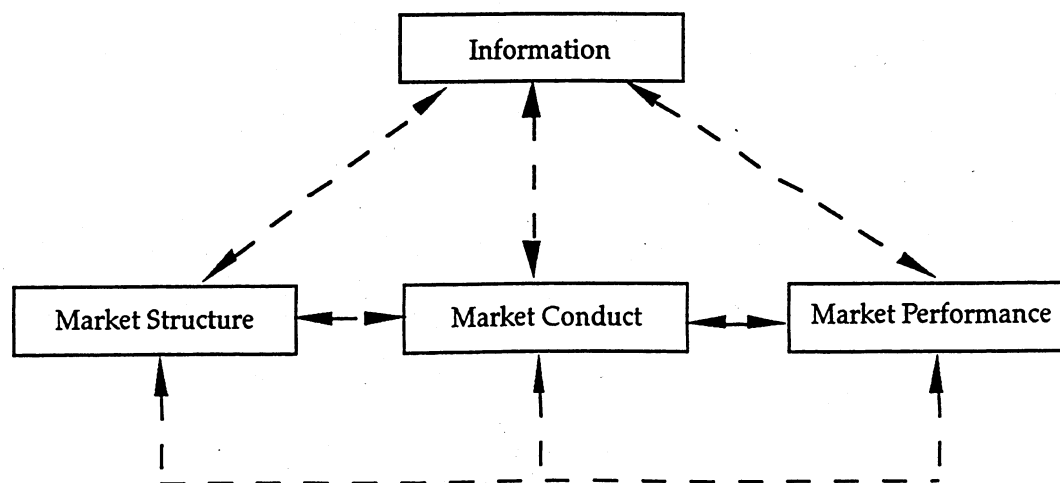 Information
Market Structure
Market Conduct
Market Performance